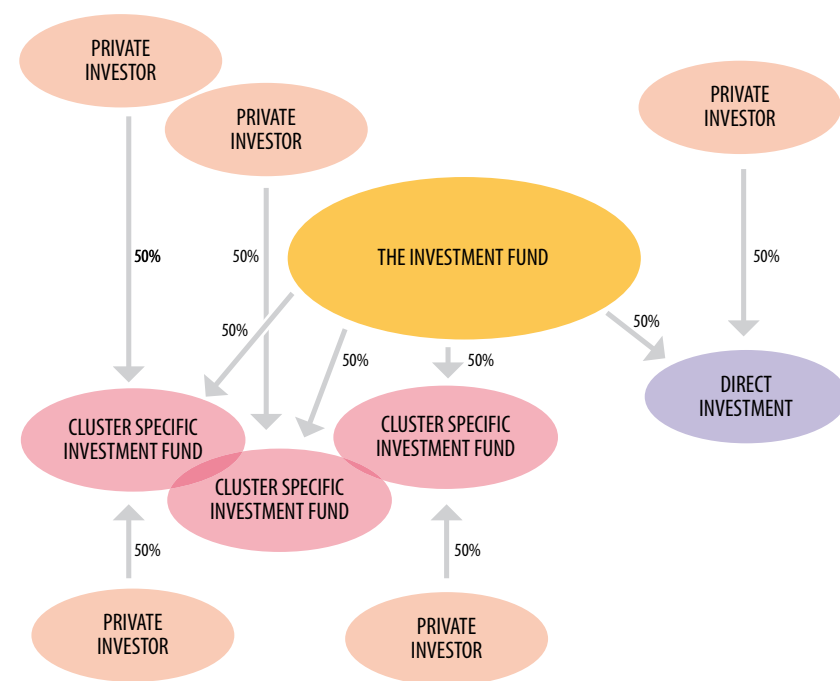 PRIVATE
INVESTOR
PRIVATE
INVESTOR
PRIVATE
INVESTOR
THE INVESTMENT FUND
50%
50%
50%
50%
50%
50%
50%
DIRECT
INVESTMENT
CLUSTER SPECIFIC
INVESTMENT FUND
CLUSTER SPECIFIC
INVESTMENT FUND
CLUSTER SPECIFIC
INVESTMENT FUND
50%
50%
PRIVATE
INVESTOR
PRIVATE
INVESTOR